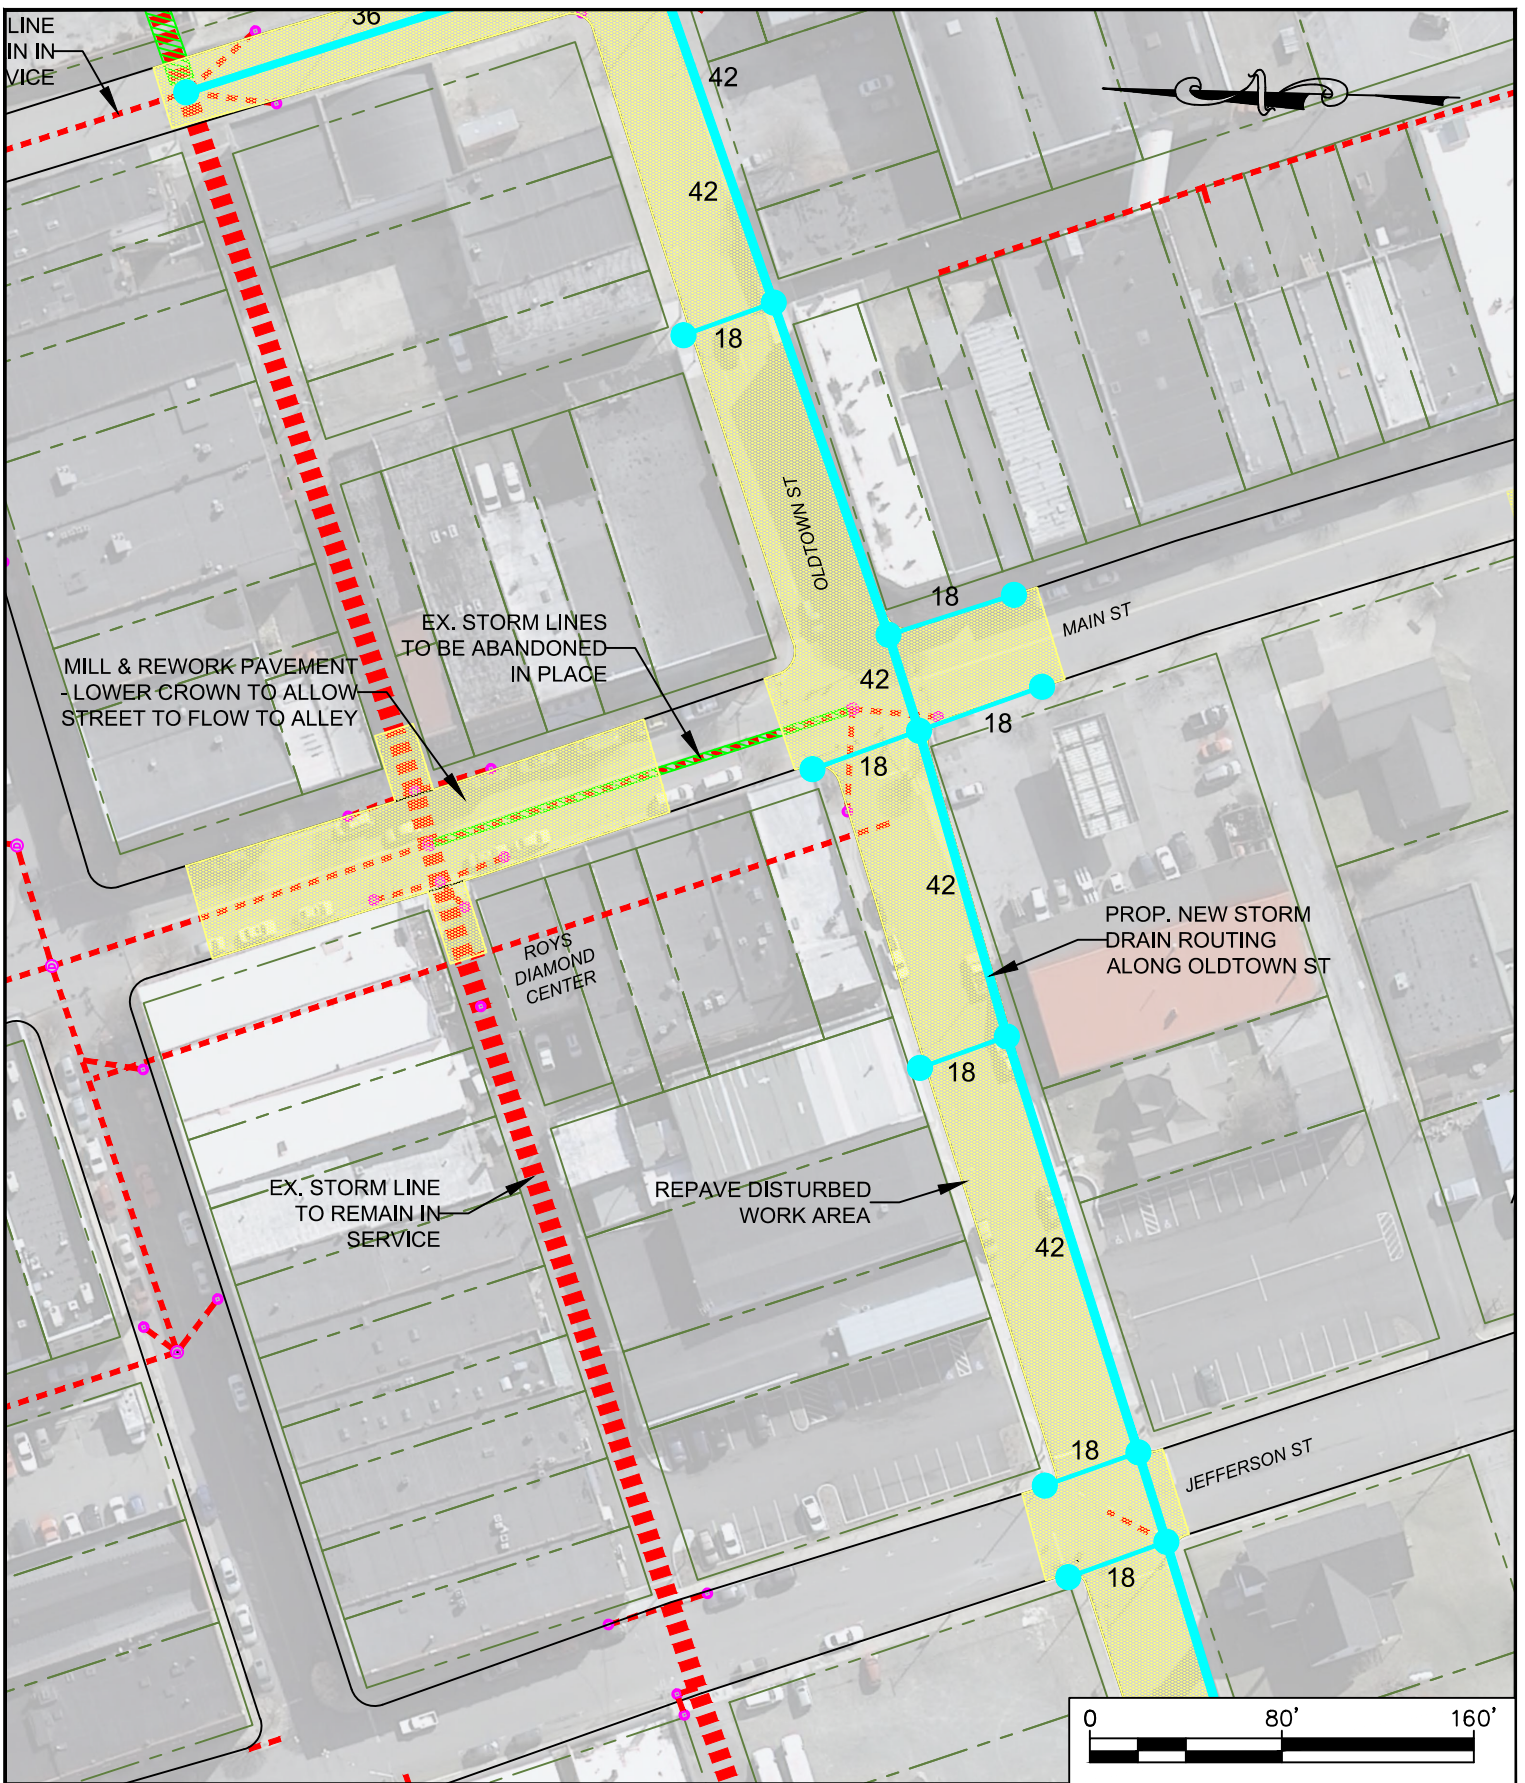 LINE
IN IN
VICE
36
42
42
18
OLDTOWN ST
18
MAIN ST
EX. STORM LINES
TO BE ABANDONED
IN PLACE
MILL & REWORK PAVEMENT
- LOWER CROWN TO ALLOW
STREET TO FLOW TO ALLEY
42
18
18
42
PROP. NEW STORM
DRAIN ROUTING
ALONG OLDTOWN ST
ROYS
DIAMOND
CENTER
18
EX. STORM LINE
TO REMAIN IN
SERVICE
REPAVE DISTURBED
WORK AREA
42
18
JEFFERSON ST
18
0 80' 160'